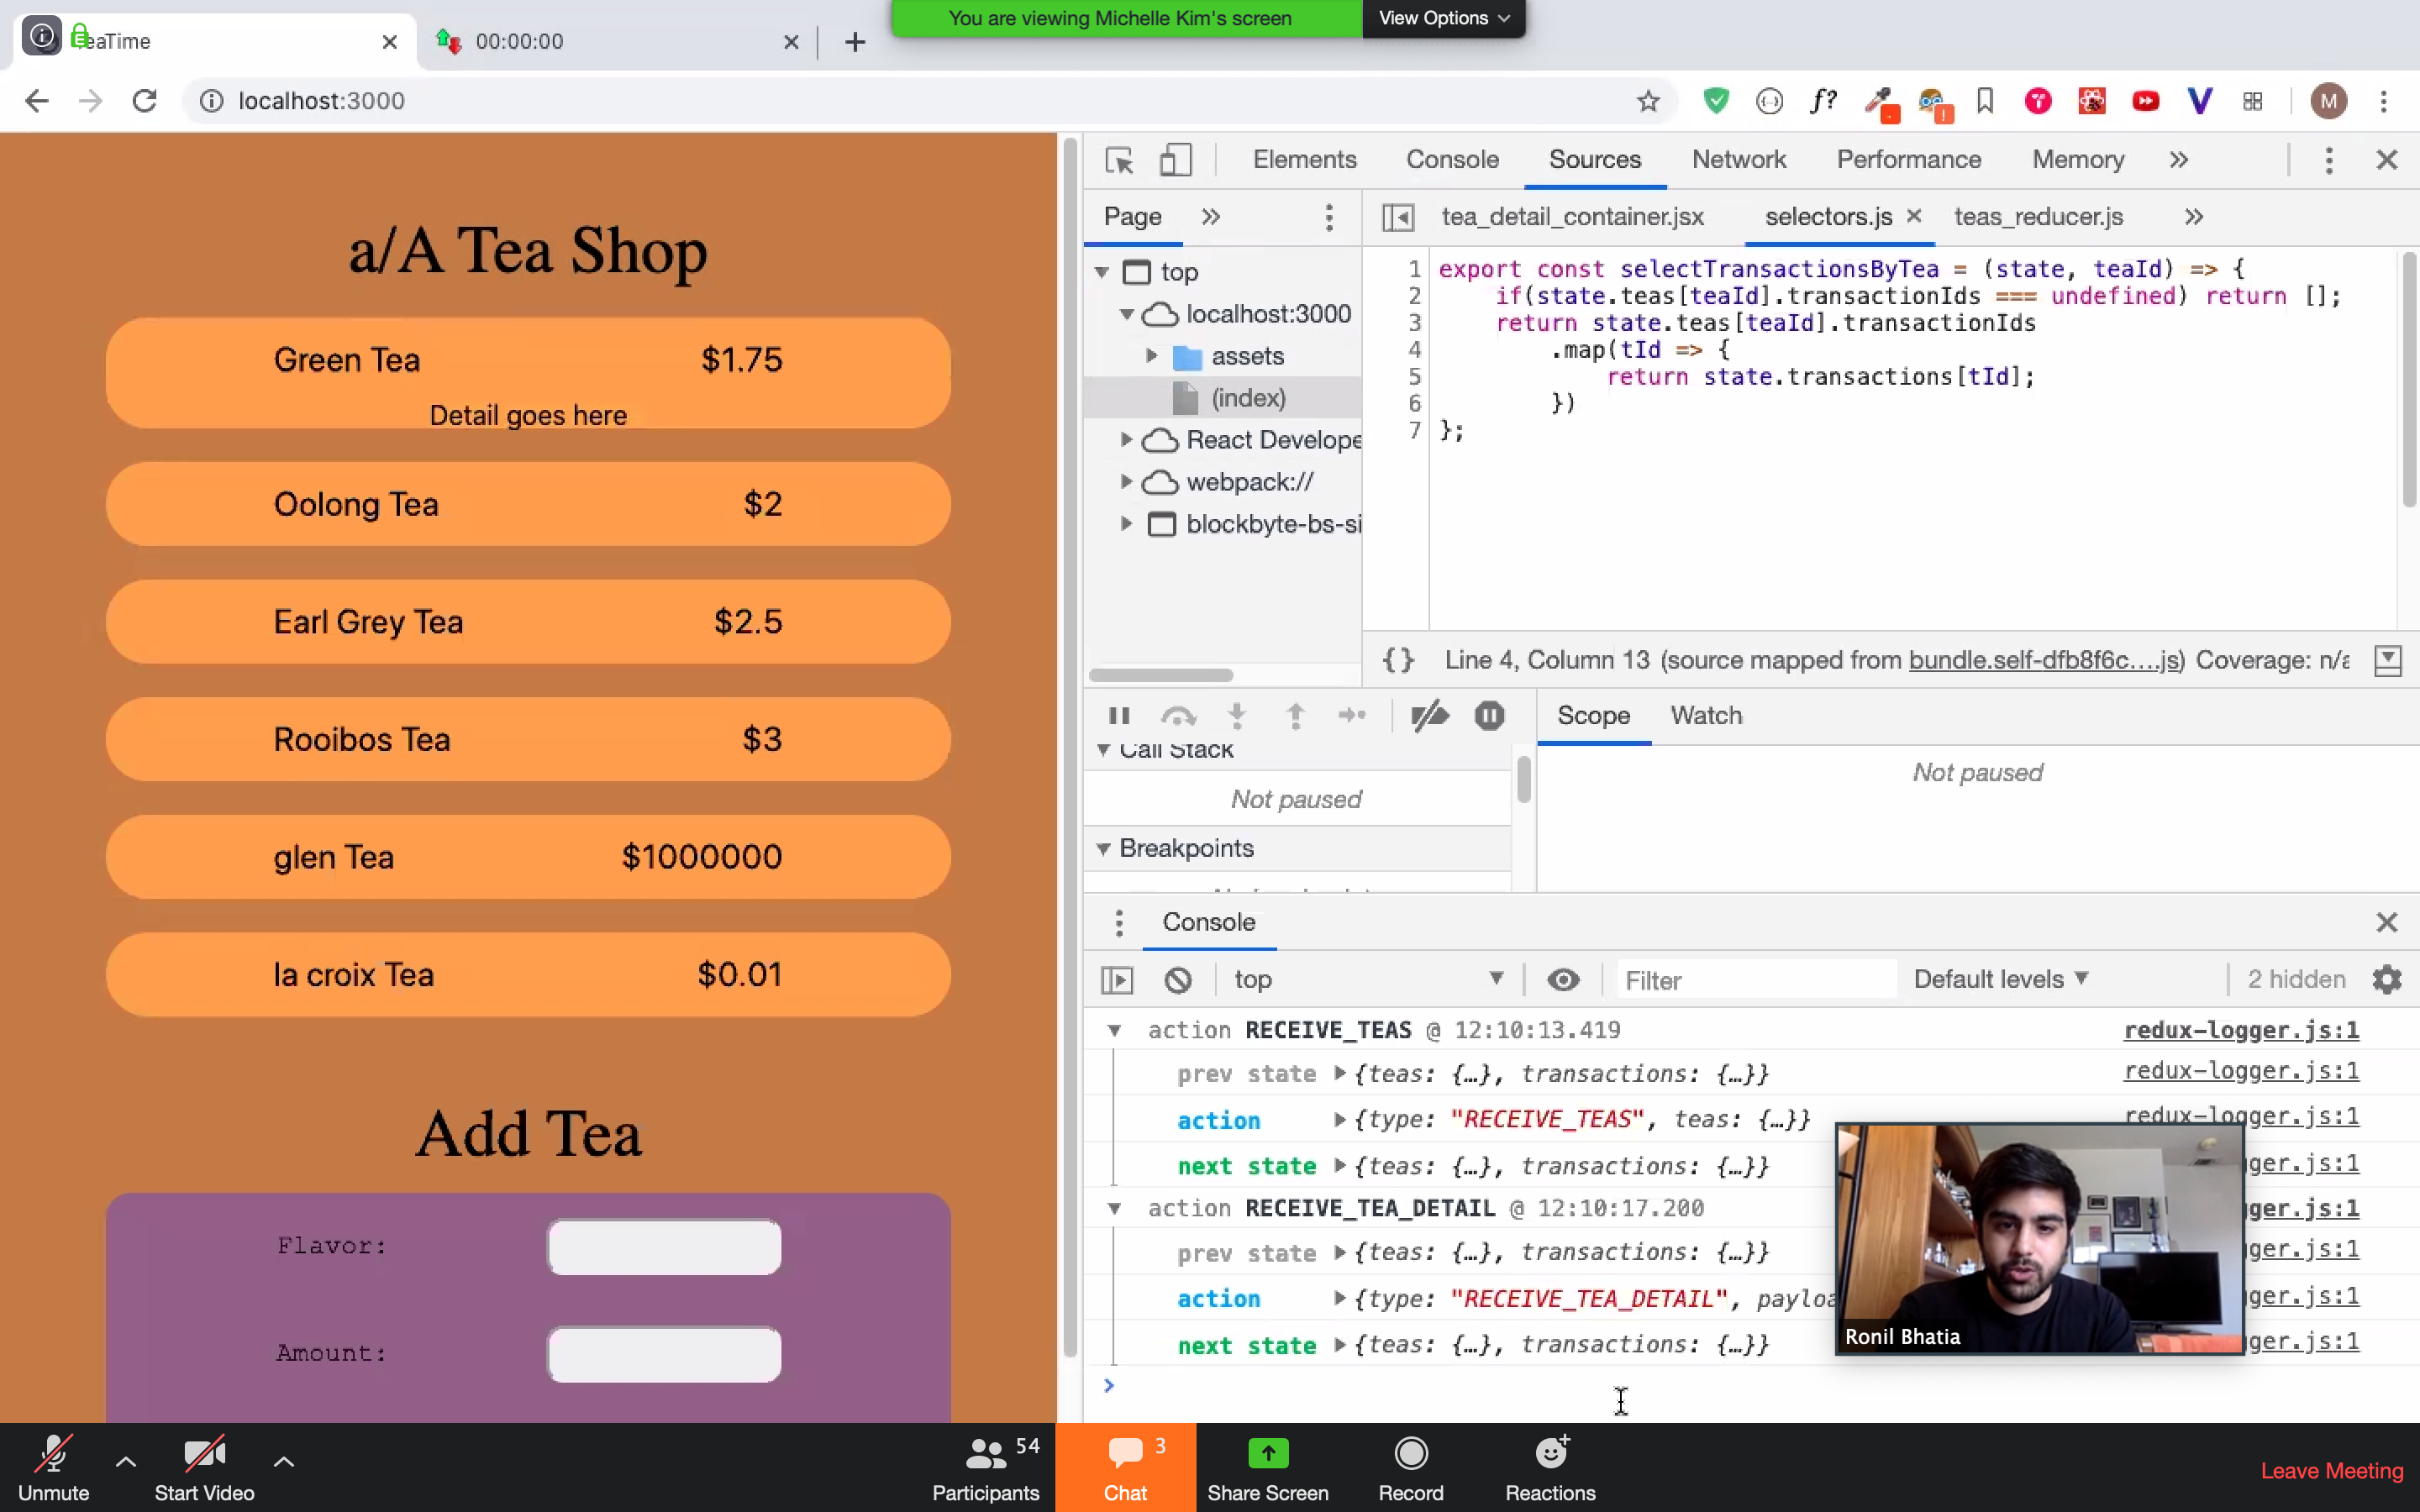 You are viewing Michelle Kim's screen
View Options
eaTime
00:00:00
localhost:3000
f?
M
a/A Tea Shop
Green Tea $1.75
Detail goes here
Oolong Tea $2
Earl Grey Tea $2.5
Rooibos Tea $3
glen Tea $1000000
la croix Tea $0.01
Add Tea
Flavor:
Amount:
Elements Console Sources Network Performance Memory
Page
tea_detail_container.jsx selectors.js teas_reducer.js
top
localhost:3000
assets
(index)
React Develope
webpack://
blockbyte-bs-si
1 export const selectTransactionsByTea = (state, teaId) => {
2 if(state.teas[teaId].transactionIds === undefined) return [];
3 return state.teas[teaId].transactionIds
4 .map(tId => {
5 return state.transactions[tId];
6 })
7 };
{} Line 4, Column 13 (source mapped from bundle.self-dfb8f6c….js) Coverage: n/a
Scope Watch
Call Stack
Not paused
Not paused
Breakpoints
Console
top Filter Default levels 2 hidden
action RECEIVE_TEAS @ 12:10:13.419 redux-logger.js:1
prev state {teas: {…}, transactions: {…}} redux-logger.js:1
action {type: "RECEIVE_TEAS", teas: {…}} redux-logger.js:1
next state {teas: {…}, transactions: {…}} ger.js:1
action RECEIVE_TEA_DETAIL @ 12:10:17.200 ger.js:1
prev state {teas: {…}, transactions: {…}} ger.js:1
action {type: "RECEIVE_TEA_DETAIL", payloa ger.js:1
next state {teas: {…}, transactions: {…}} ger.js:1
Ronil Bhatia
Unmute
Start Video
54
Participants
3
Chat
Share Screen
Record
Reactions
Leave Meeting